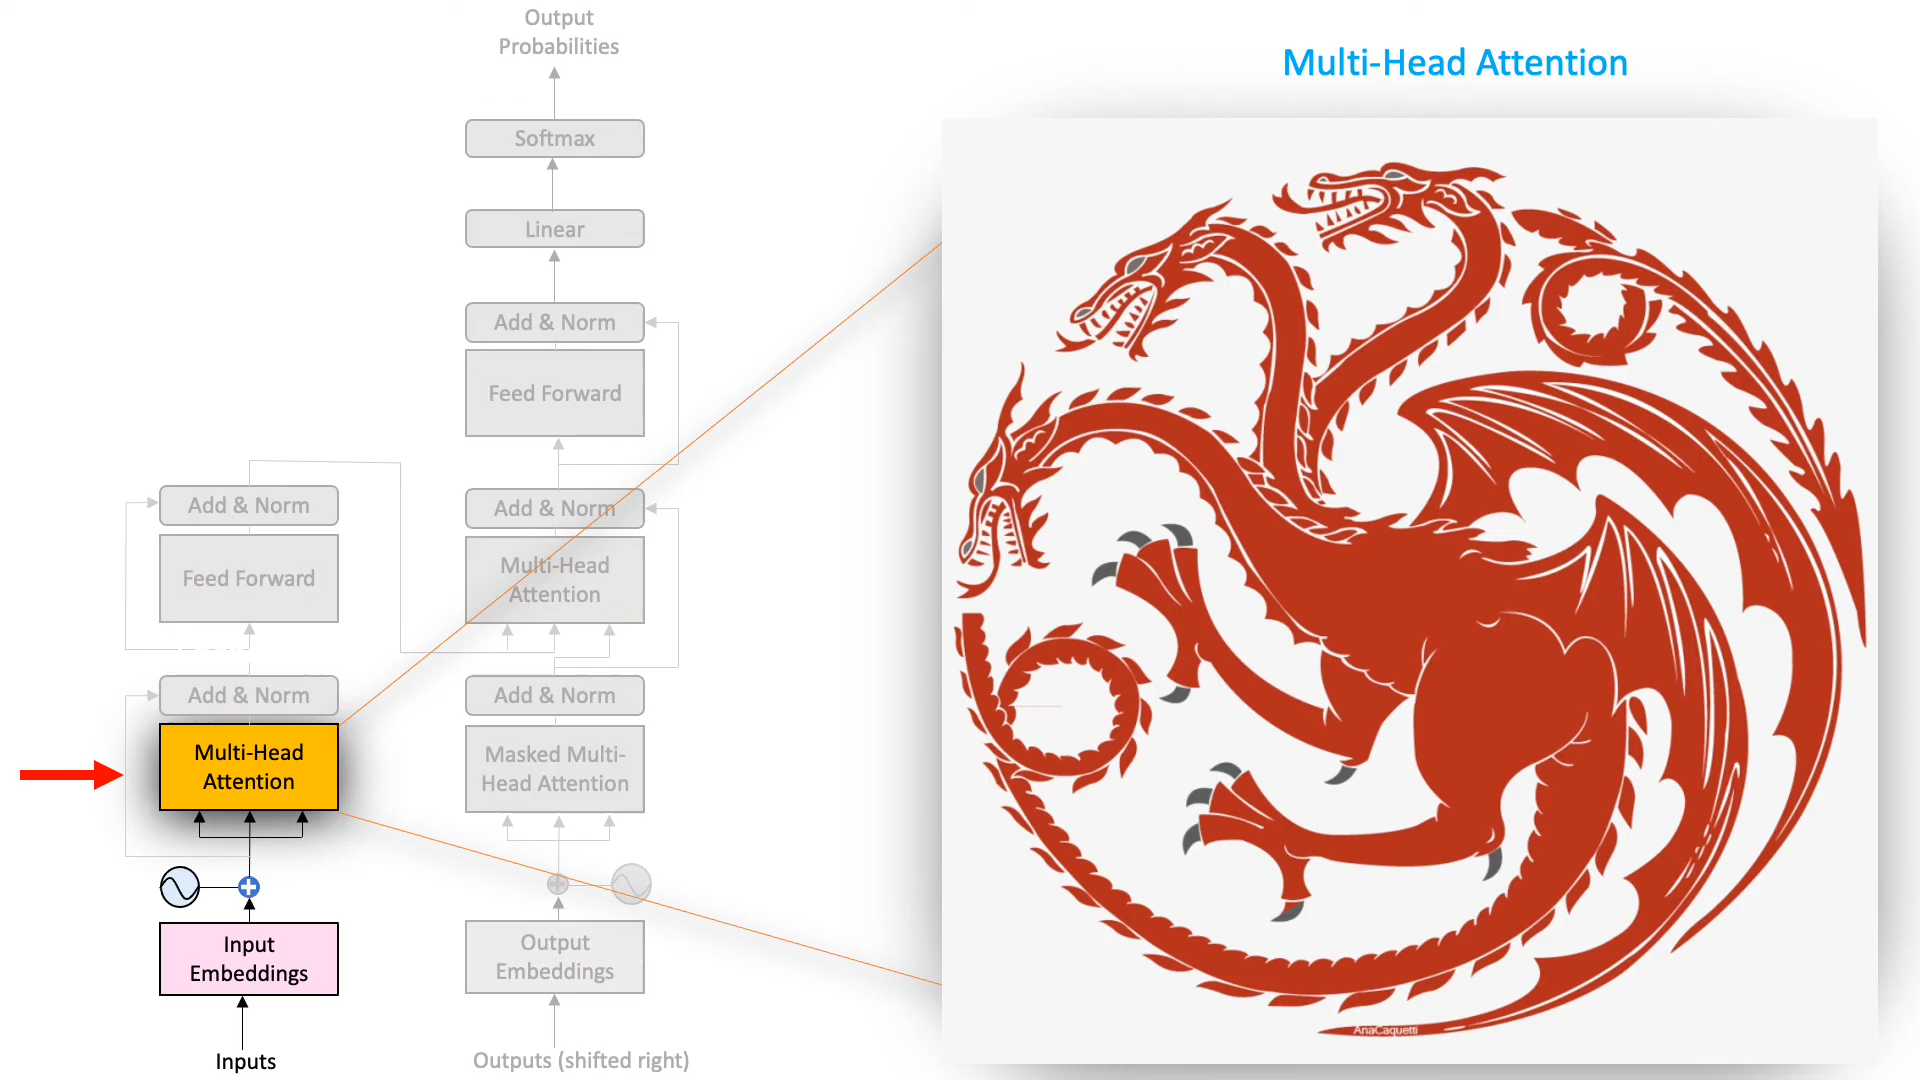 Output
Probabilities
Multi-Head Attention
Softmax
Linear
Add & Norm
Feed Forward
Add & Norm
Multi-Head
Attention
Add & Norm
Masked Multi-
Head Attention
Output
Embeddings
Outputs (shifted right)
Add & Norm
Feed Forward
Add & Norm
Multi-Head
Attention
Input
Embeddings
Inputs
AnaCaquetti